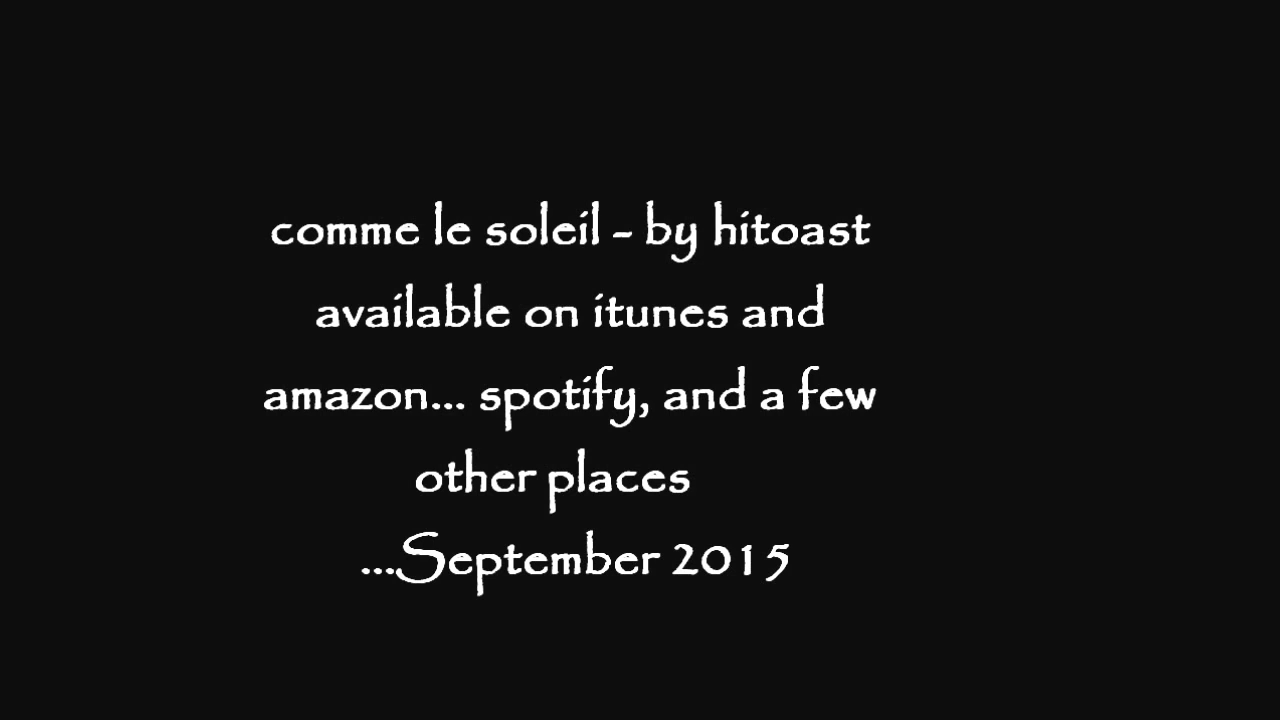 comme le soleil - by hitoast
available on itunes and
amazon... spotify, and a few
other places
...September 2015